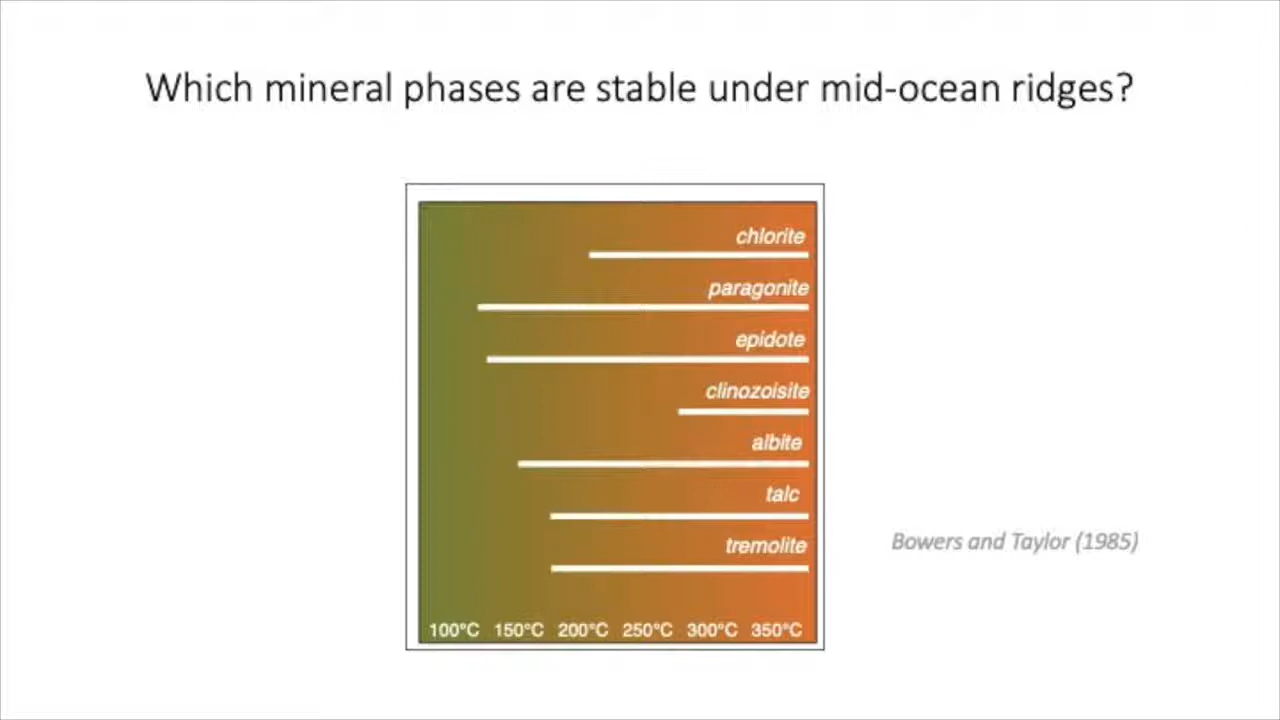 Which mineral phases are stable under mid-ocean ridges?
chlorite
paragonite
epidote
clinozoisite
albite
talc
tremolite
Bowers and Taylor (1985)
100°C 150°C 200°C 250°C 300°C 350°C